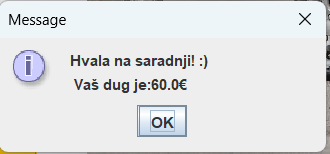 Message
Hvala na saradnji! :)
Vaš dug je:60.0€
OK